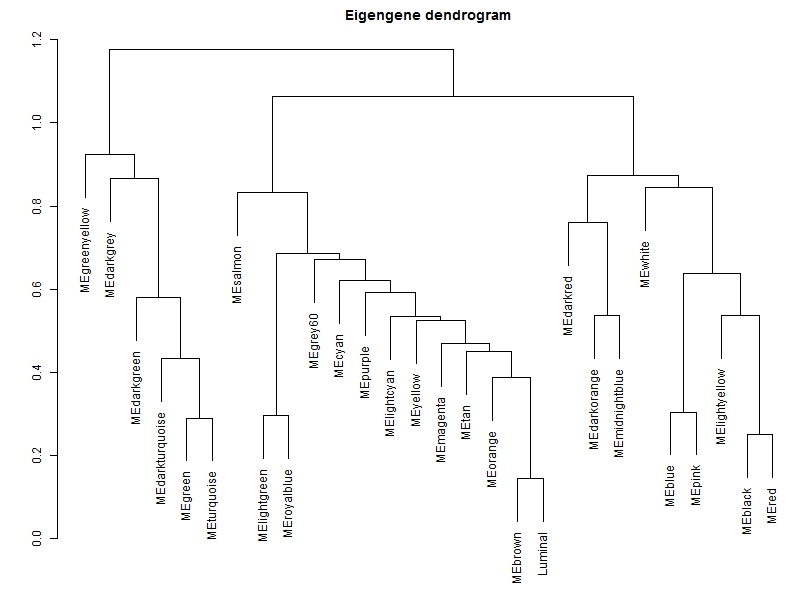 Eigengene dendrogram
1.2
1.0
0.8
0.6
0.4
0.2
0.0
MEgreenyellow
MEdarkgrey
MEdarkgreen
MEdarkturquoise
MEgreen
MEturquoise
MEsalmon
MElightgreen
MEroyalblue
MEgrey60
MEcyan
MEpurple
MElightcyan
MEyellow
MEmagenta
MEtan
MEorange
MEbrown
Luminal
MEdarkred
MEdarkorange
MEmidnightblue
MEwhite
MEblue
MEpink
MElightyellow
MEblack
MEred